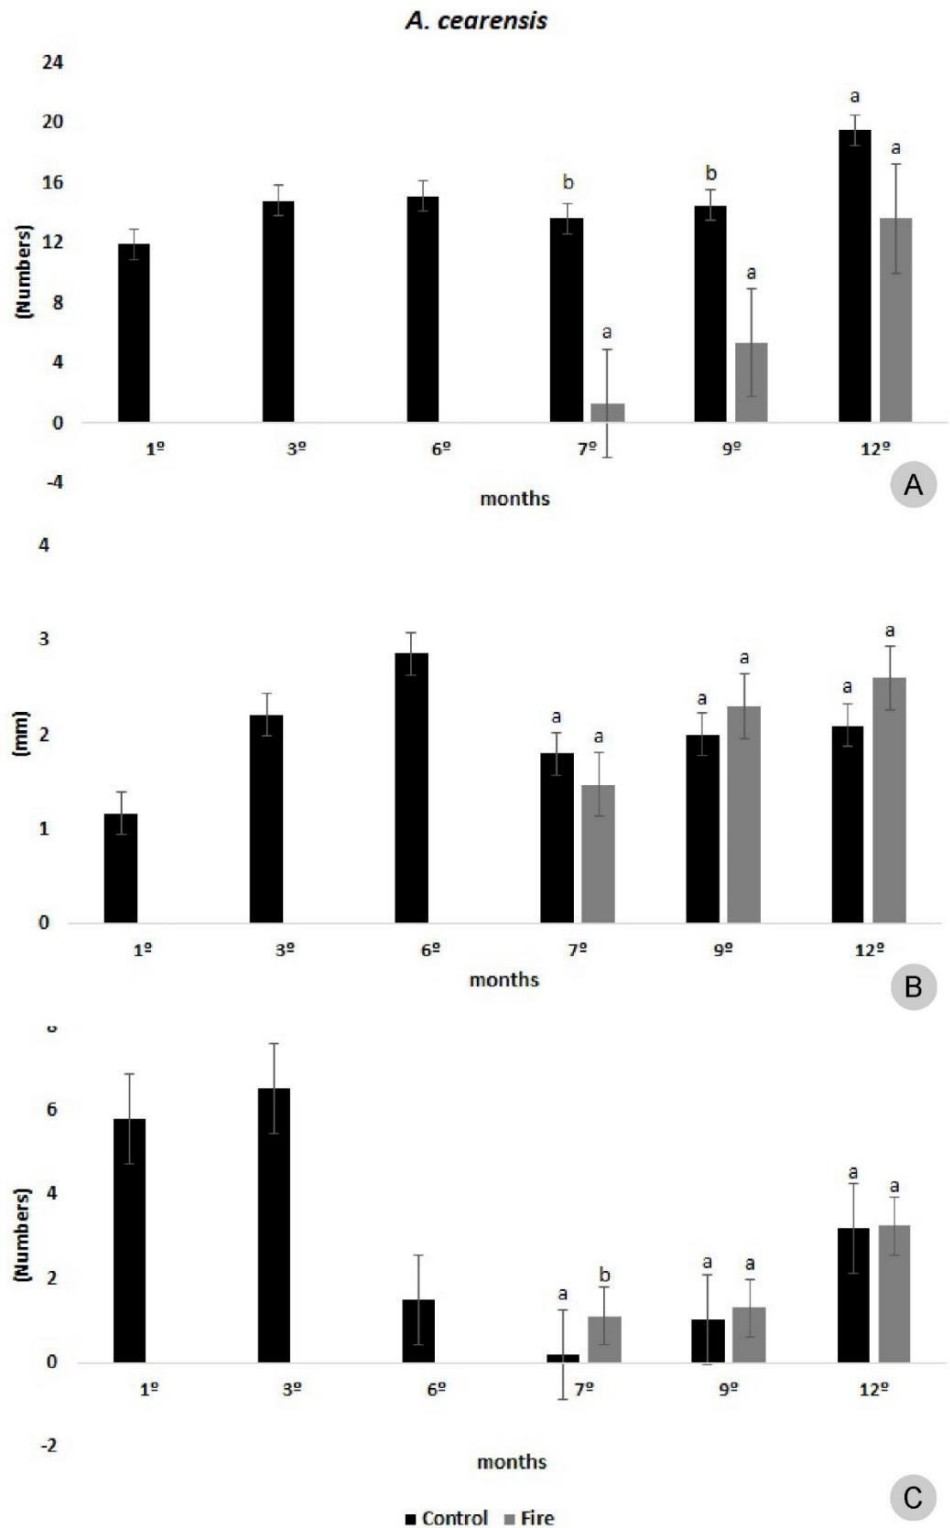 A. cearensis
24
20
16
12
8
4
0
-4
(Numbers)
a
a
b
b
a
a
1º 3º 6º 7º 9º 12º
months
A
4
3
2
1
0
(mm)
a
a
a
a
a
a
1º 3º 6º 7º 9º 12º
months
B
6
4
2
0
-2
(Numbers)
a a
a a
b
a
1º 3º 6º 7º 9º 12º
months
C
Control Fire